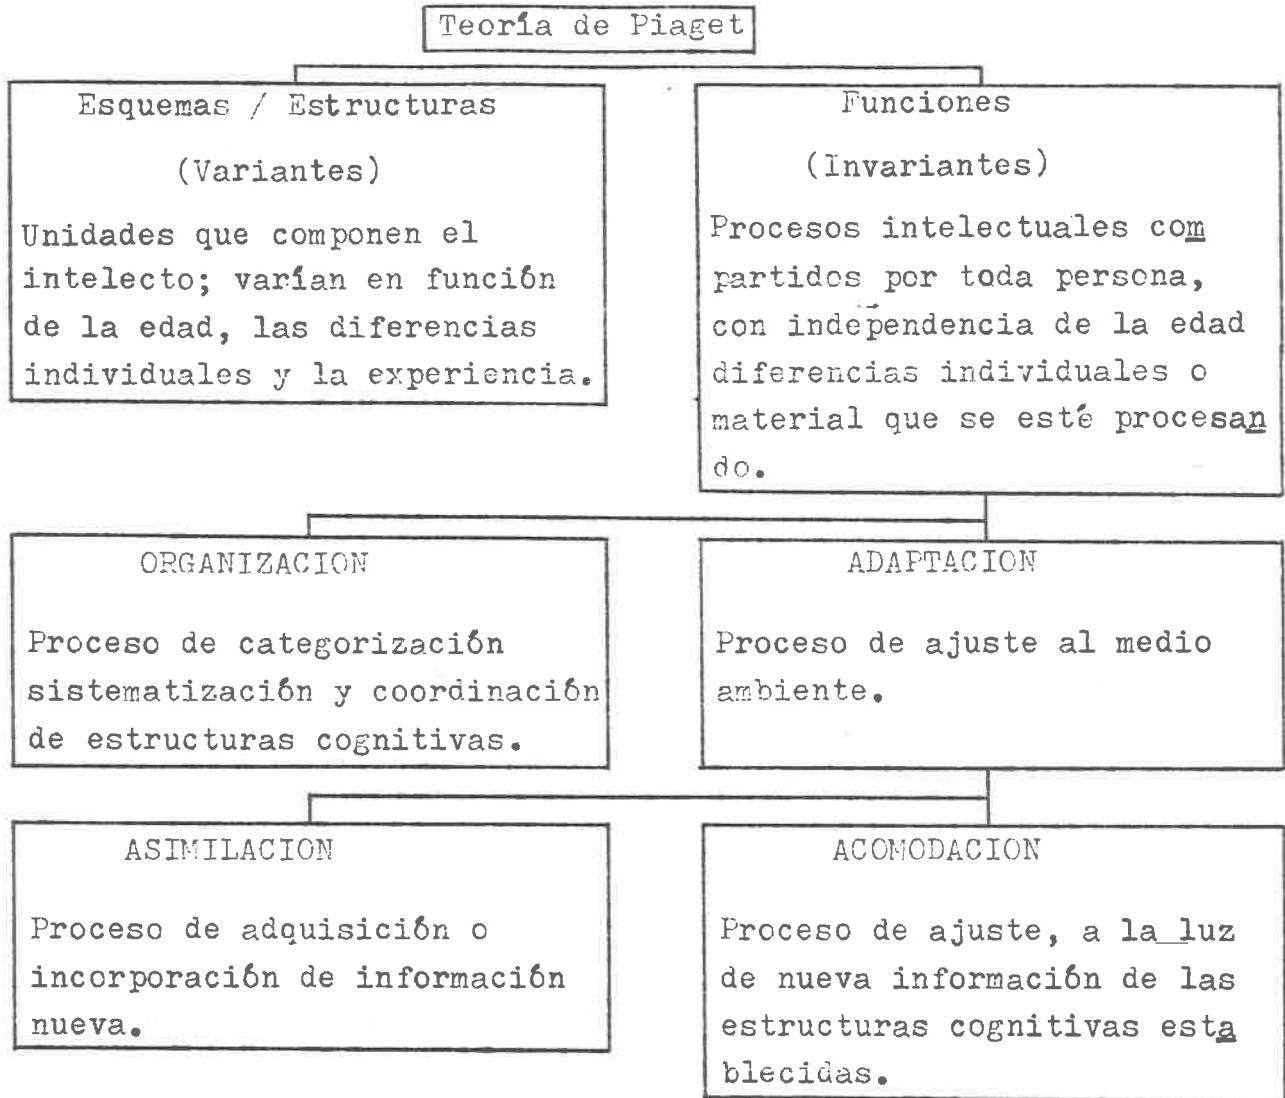 Teoría de Piaget
Esquemas / Estructuras
(Variantes)
Unidades que componen el
intelecto; varían en función
de la edad, las diferencias
individuales y la experiencia.
Funciones
(Invariantes)
Procesos intelectuales com
partidos por toda persona,
con independencia de la edad
diferencias individuales o
material que se esté procesan
do.
ORGANIZACION
Proceso de categorización
sistematización y coordinación
de estructuras cognitivas.
ADAPTACION
Proceso de ajuste al medio
ambiente.
ASIMILACION
Proceso de adquisición o
incorporación de información
nueva.
ACOMODACION
Proceso de ajuste, a la luz
de nueva información de las
estructuras cognitivas esta
blecidas.